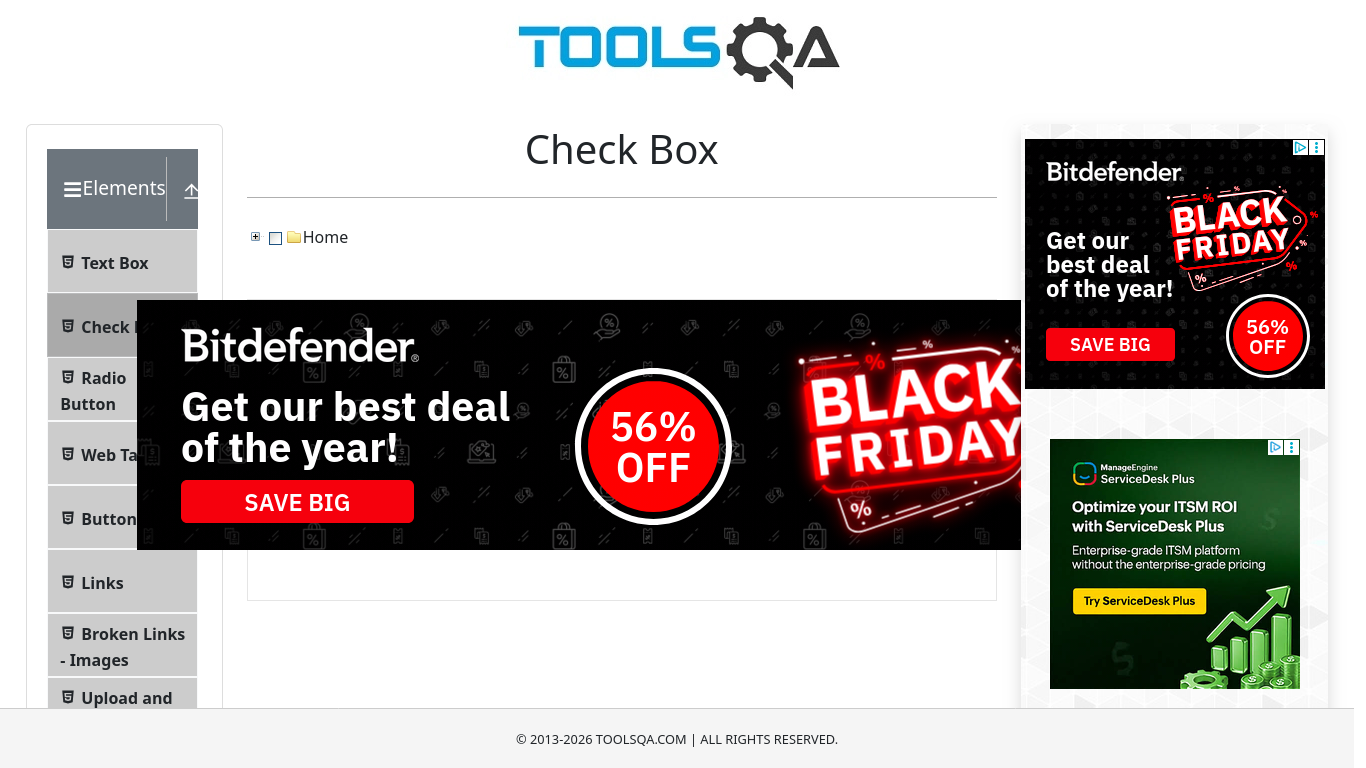 TOOLSQA
Check Box
Elements
Text Box
Check
Radio
Button
Web Ta
Button
Links
Broken Links
- Images
Upload and
Home
Bitdefender®
Get our best deal
of the year!
SAVE BIG
56%
OFF
BLACK
FRIDAY
%
%
Bitdefender
Get our
best deal
of the year!
SAVE BIG
BLACK
FRIDAY
%
%
%
56%
OFF
ManageEngine
ServiceDesk Plus
Optimize your ITSM ROI
with ServiceDesk Plus
Enterprise-grade ITSM platform
without the enterprise-grade pricing
Try ServiceDesk Plus
© 2013-2026 TOOLSQA.COM | ALL RIGHTS RESERVED.